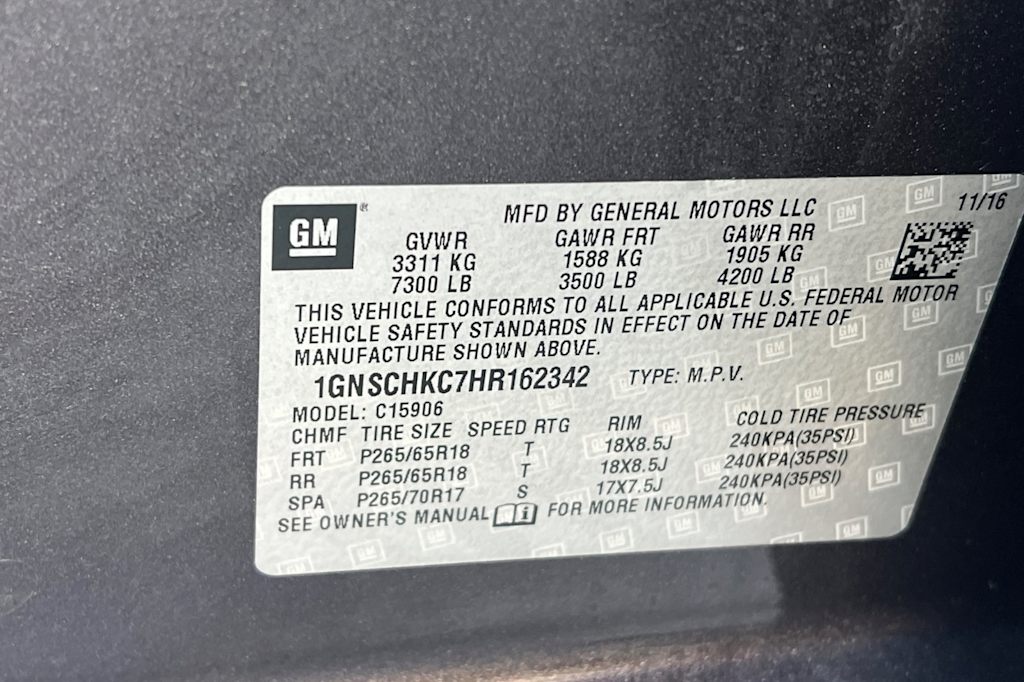 GM® MFD BY GENERAL MOTORS LLC 11/16
GVWR GAWR FRT GAWR RR
3311 KG 1588 KG 1905 KG
7300 LB 3500 LB 4200 LB
THIS VEHICLE CONFORMS TO ALL APPLICABLE U.S. FEDERAL MOTOR
VEHICLE SAFETY STANDARDS IN EFFECT ON THE DATE OF
MANUFACTURE SHOWN ABOVE.
1GNSCHKC7HR162342 TYPE: M.P.V.
MODEL: C15906
CHMF TIRE SIZE SPEED RTG RIM COLD TIRE PRESSURE
FRT P265/65R18 T 18X8.5J 240KPA(35PSI)
RR P265/65R18 T 18X8.5J 240KPA(35PSI)
SPA P265/70R17 S 17X7.5J 240KPA(35PSI)
SEE OWNER'S MANUAL i FOR MORE INFORMATION.